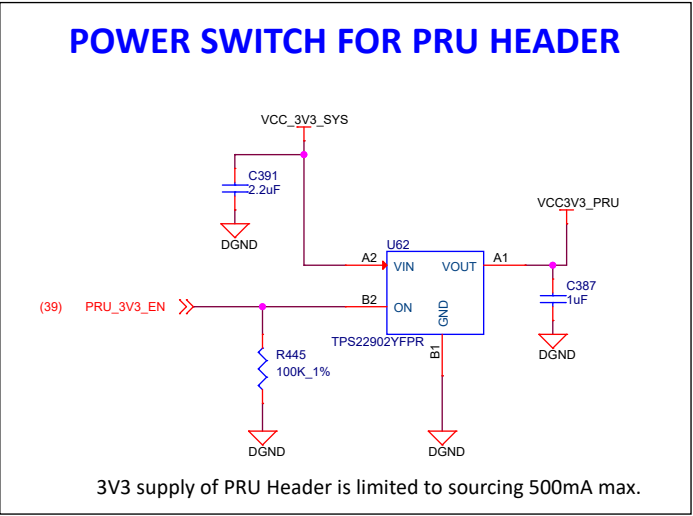 POWER SWITCH FOR PRU HEADER
VCC_3V3_SYS
C391
2.2uF
DGND
VCC3V3_PRU
U62
A2
VIN
VOUT
A1
C387
1uF
(39) PRU_3V3_EN
B2
ON
GND
TPS22902YFPR
B1
DGND
R445
100K_1%
DGND
DGND
3V3 supply of PRU Header is limited to sourcing 500mA max.